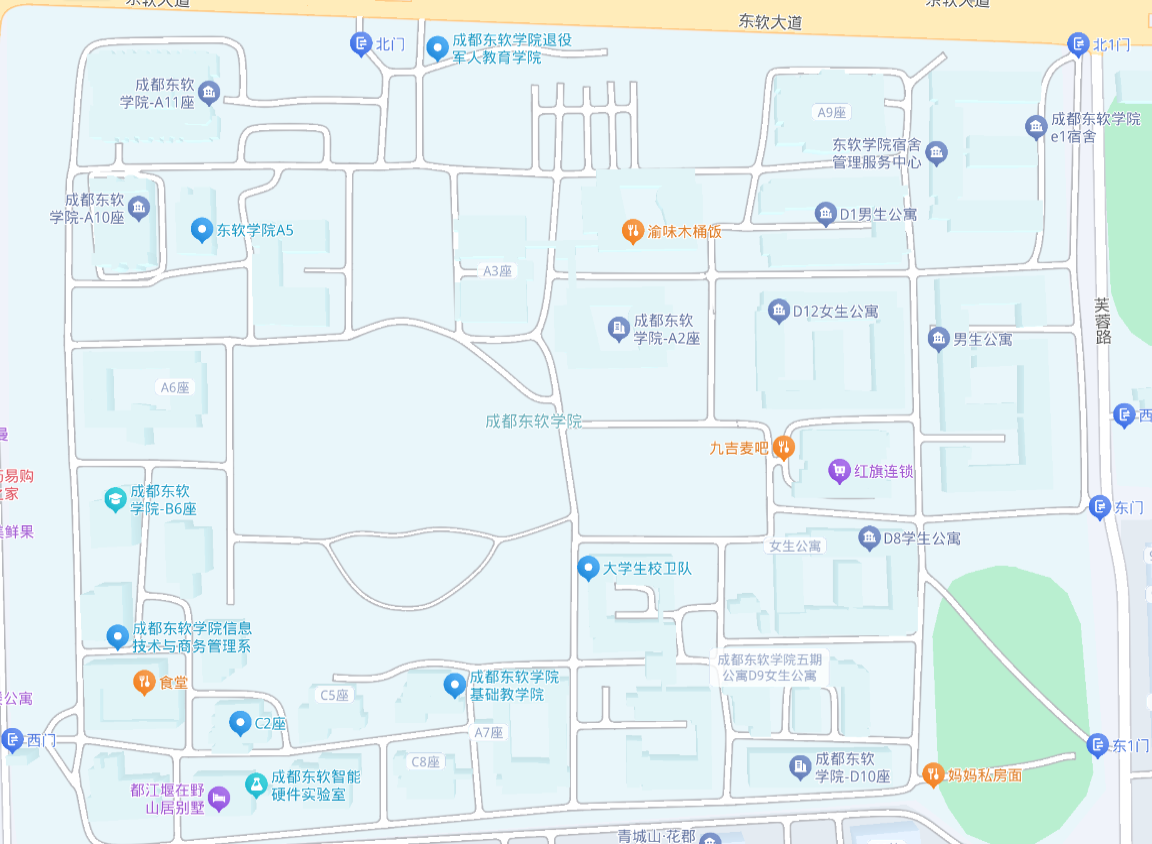 东软大道
东软大道
东软大道
北门
成都东软学院退役
军人教育学院
北1门
成都东软
学院-A11座
A9座
成都东软学院
e1宿舍
东软学院宿舍
管理服务中心
成都东软
学院-A10座
东软学院A5
渝味木桶饭
D1男生公寓
A3座
成都东软
学院-A2座
D12女生公寓
男生公寓
芙蓉路
A6座
成都东软学院
西
九吉麦吧
红旗连锁
易购
家
鲜果
成都东软
学院-B6座
东门
女生公寓
D8学生公寓
大学生校卫队
成都东软学院信息
技术与商务管理系
成都东软学院五期
公寓D9女生公寓
食堂
C5座
成都东软学院
基础教学院
公寓
C2座
A7座
西门
东1门
C8座
成都东软
学院-D10座
妈妈私房面
都江堰在野
山居别墅
成都东软智能
硬件实验室
青城山·花郡